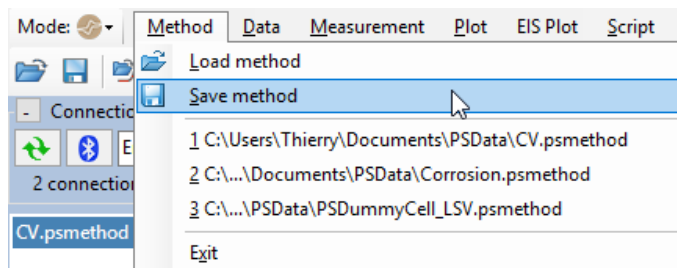 Mode:
Method Data Measurement Plot EIS Plot Script
Load method
Save method
1 C:\Users\Thierry\Documents\PSData\CV.psmethod
2 C:\...\Documents\PSData\Corrosion.psmethod
3 C:\...\PSData\PSDummyCell_LSV.psmethod
Exit
- Connectic
E
2 connection
CV.psmethod